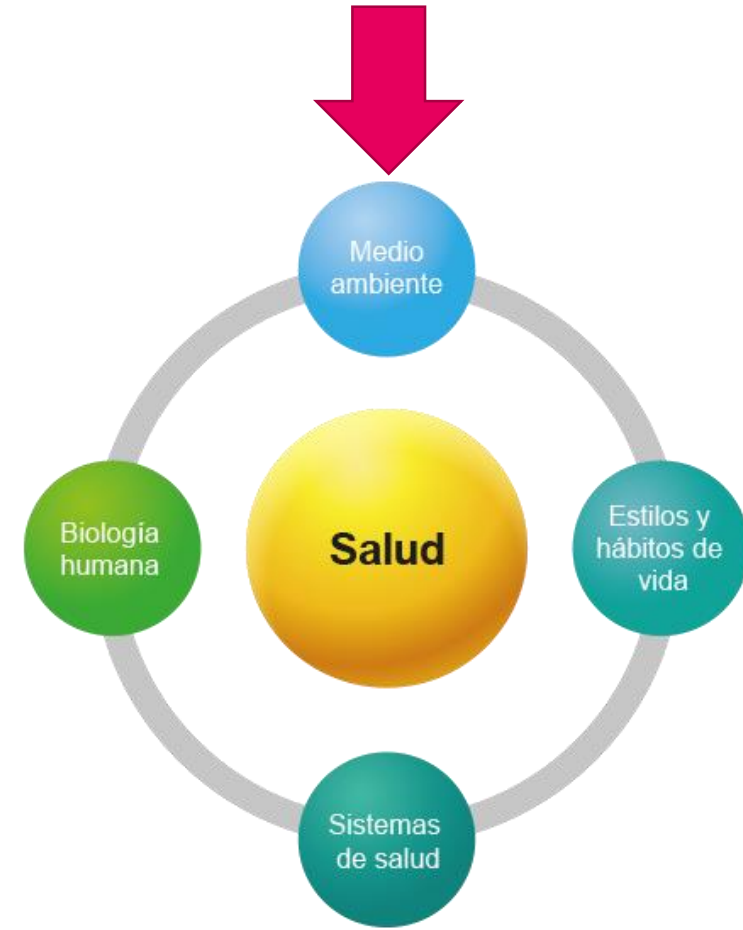 Medio
ambiente
Biología
humana
Salud
Estilos y
hábitos de
vida
Sistemas
de salud